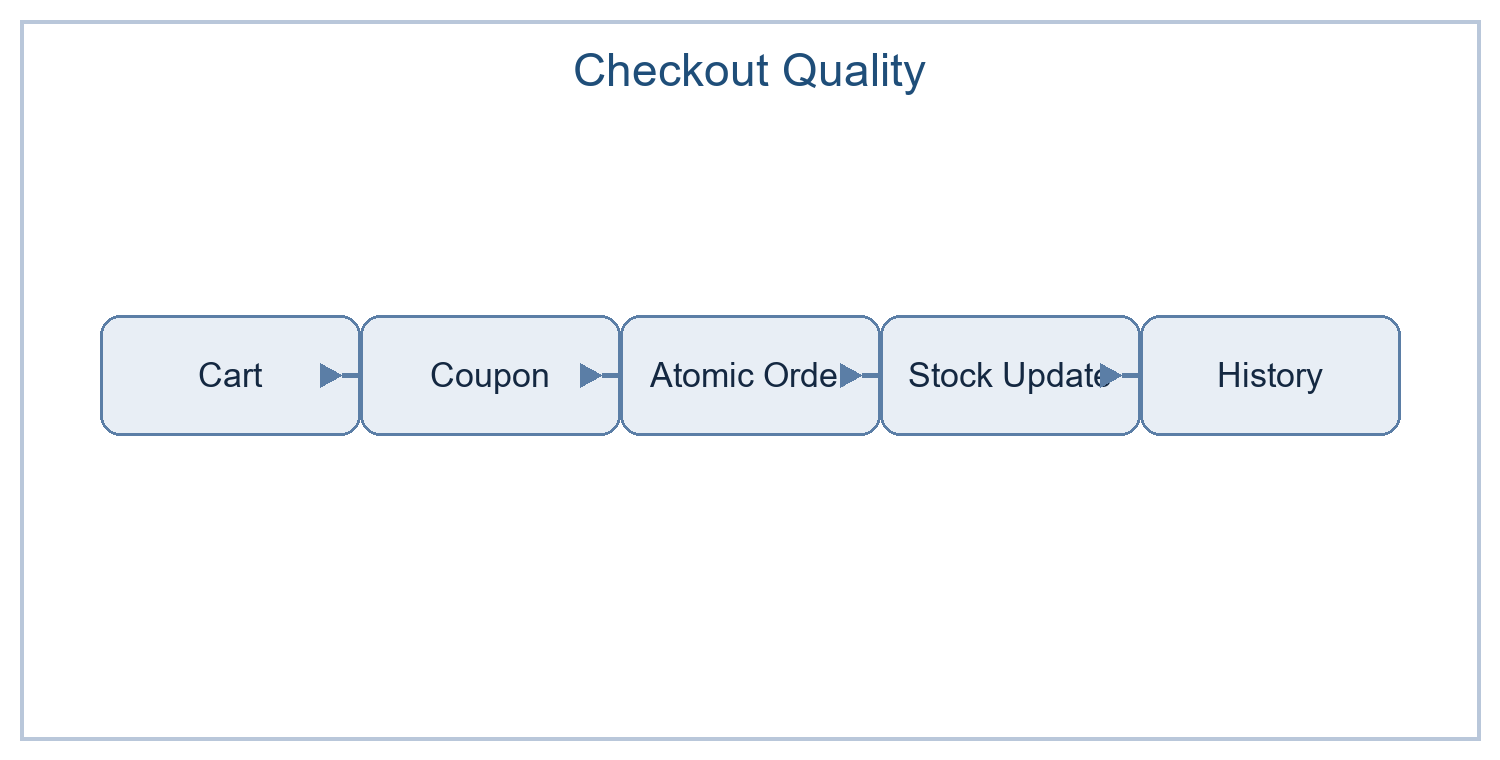 Checkout Quality
Cart
Coupon
Atomic Orde
Stock Update
History